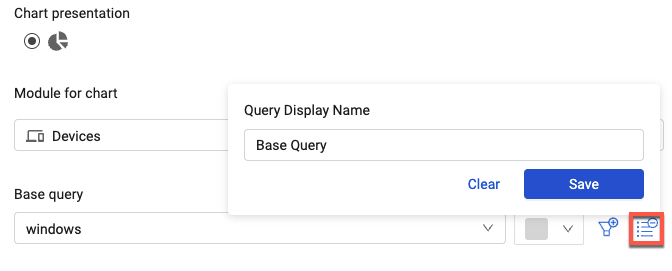 Chart presentation
Module for chart
Devices
Query Display Name
Base Query
Clear
Save
Base query
windows